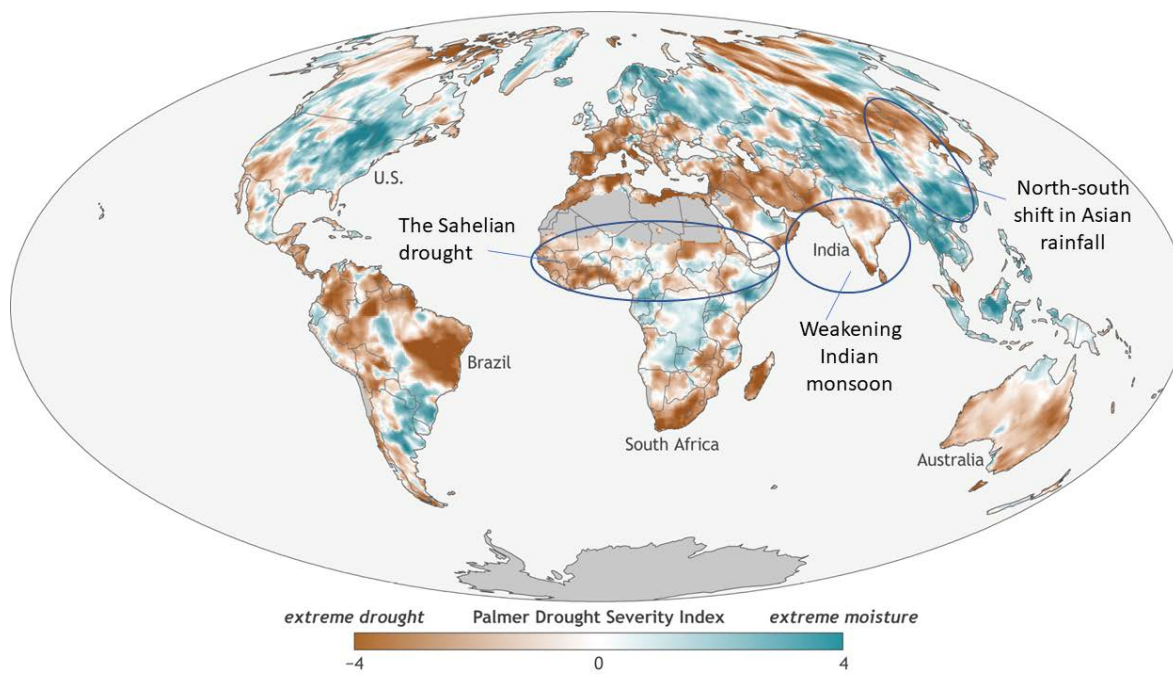 U.S.
The Sahelian
drought
India
North-south
shift in Asian
rainfall
Weakening
Indian
monsoon
Brazil
South Africa
Australia
extreme drought Palmer Drought Severity Index extreme moisture
−4 0 4